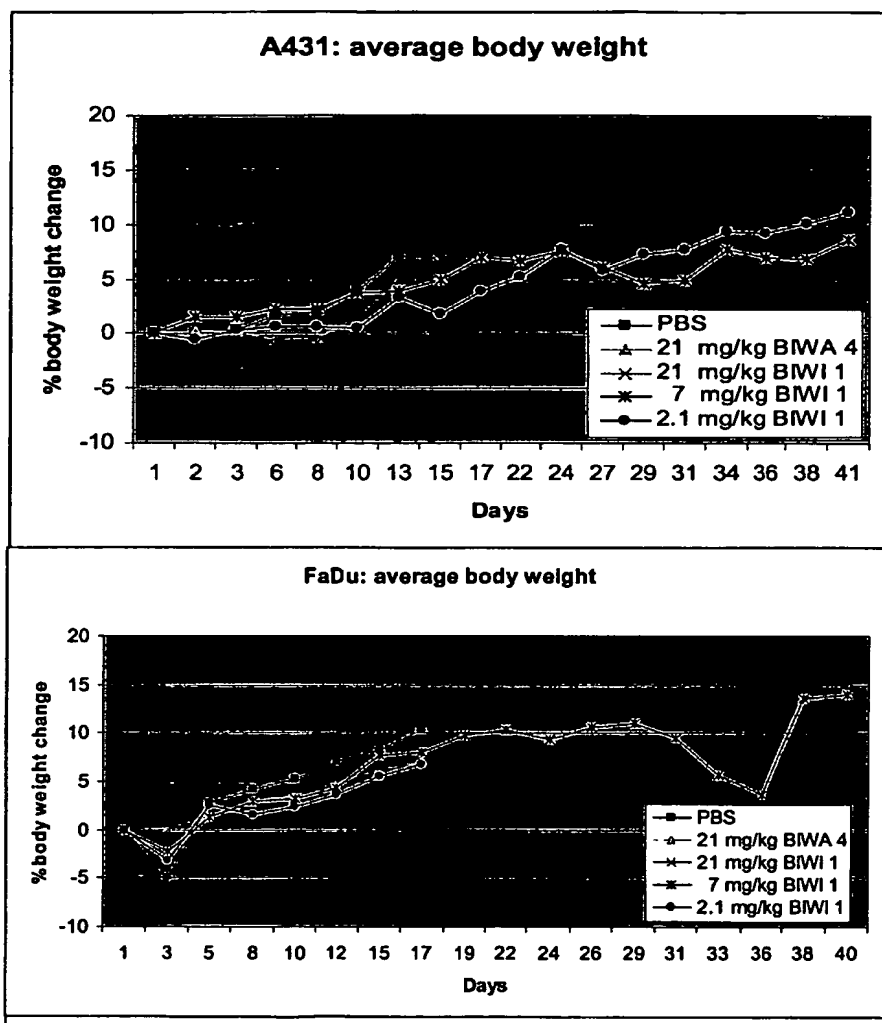 A431: average body weight
20
15
10
5
0
-5
-10
%body weight change
1 2 3 6 8 10 13 15 17 22 24 27 29 31 34 36 38 41
Days
PBS
21 mg/kg BIWA 4
21 mg/kg BIWI 1
7 mg/kg BIWI 1
2.1 mg/kg BIWI 1
FaDu: average body weight
20
15
10
5
0
-5
-10
%body weight change
1 3 5 8 10 12 15 17 19 22 24 26 29 31 33 36 38 40
Days
PBS
21 mg/kg BIWA 4
21 mg/kg BIWI 1
7 mg/kg BIWI 1
2.1 mg/kg BIWI 1